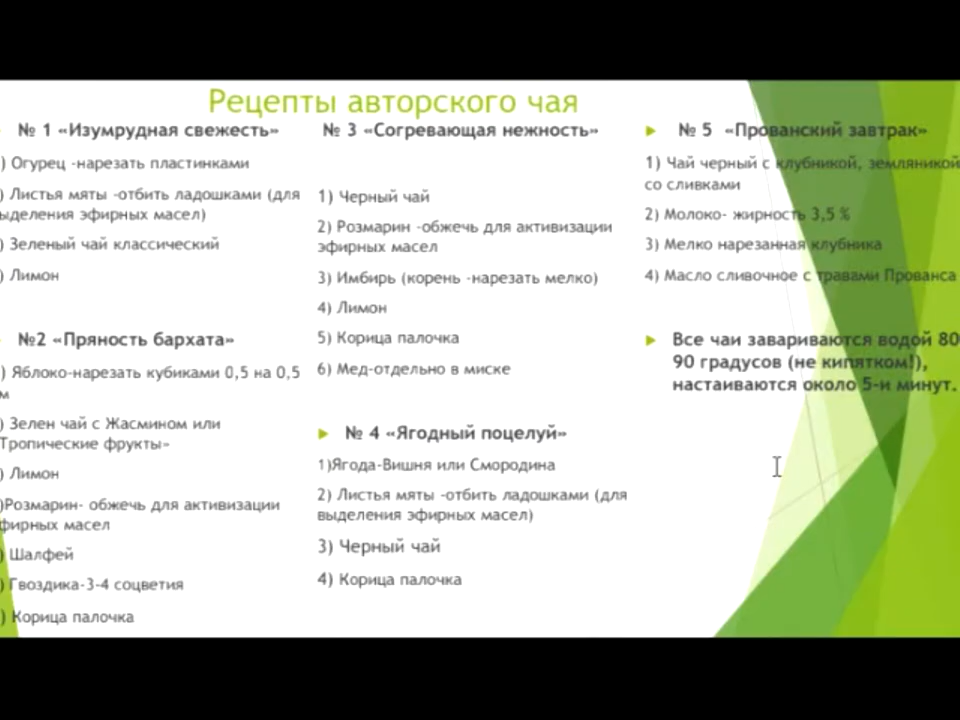 Рецепты авторского чая
№ 1 «Изумрудная свежесть»
) Огурец -нарезать пластинками
) Листья мяты -отбить ладошками (для
ыделения эфирных масел)
) Зеленый чай классический
) Лимон
№2 «Пряность бархата»
) Яблоко-нарезать кубиками 0,5 на 0,5
м
) Зелен чай с Жасмином или
Тропические фрукты»
) Лимон
)Розмарин- обжечь для активизации
фирных масел
) Шалфей
) Гвоздика-3-4 соцветия
) Корица палочка
№ 3 «Согревающая нежность»
1) Черный чай
2) Розмарин -обжечь для активизации
эфирных масел
3) Имбирь (корень -нарезать мелко)
4) Лимон
5) Корица палочка
6) Мед-отдельно в миске
№ 4 «Ягодный поцелуй»
1)Ягода-Вишня или Смородина
2) Листья мяты -отбить ладошками (для
выделения эфирных масел)
3) Черный чай
4) Корица палочка
№ 5 «Прованский завтрак»
1) Чай черный с клубникой, земляникой
со сливками
2) Молоко- жирность 3,5 %
3) Мелко нарезанная клубника
4) Масло сливочное с травами Прованса
Все чаи завариваются водой 80
90 градусов (не кипятком!),
настаиваются около 5-и минут.